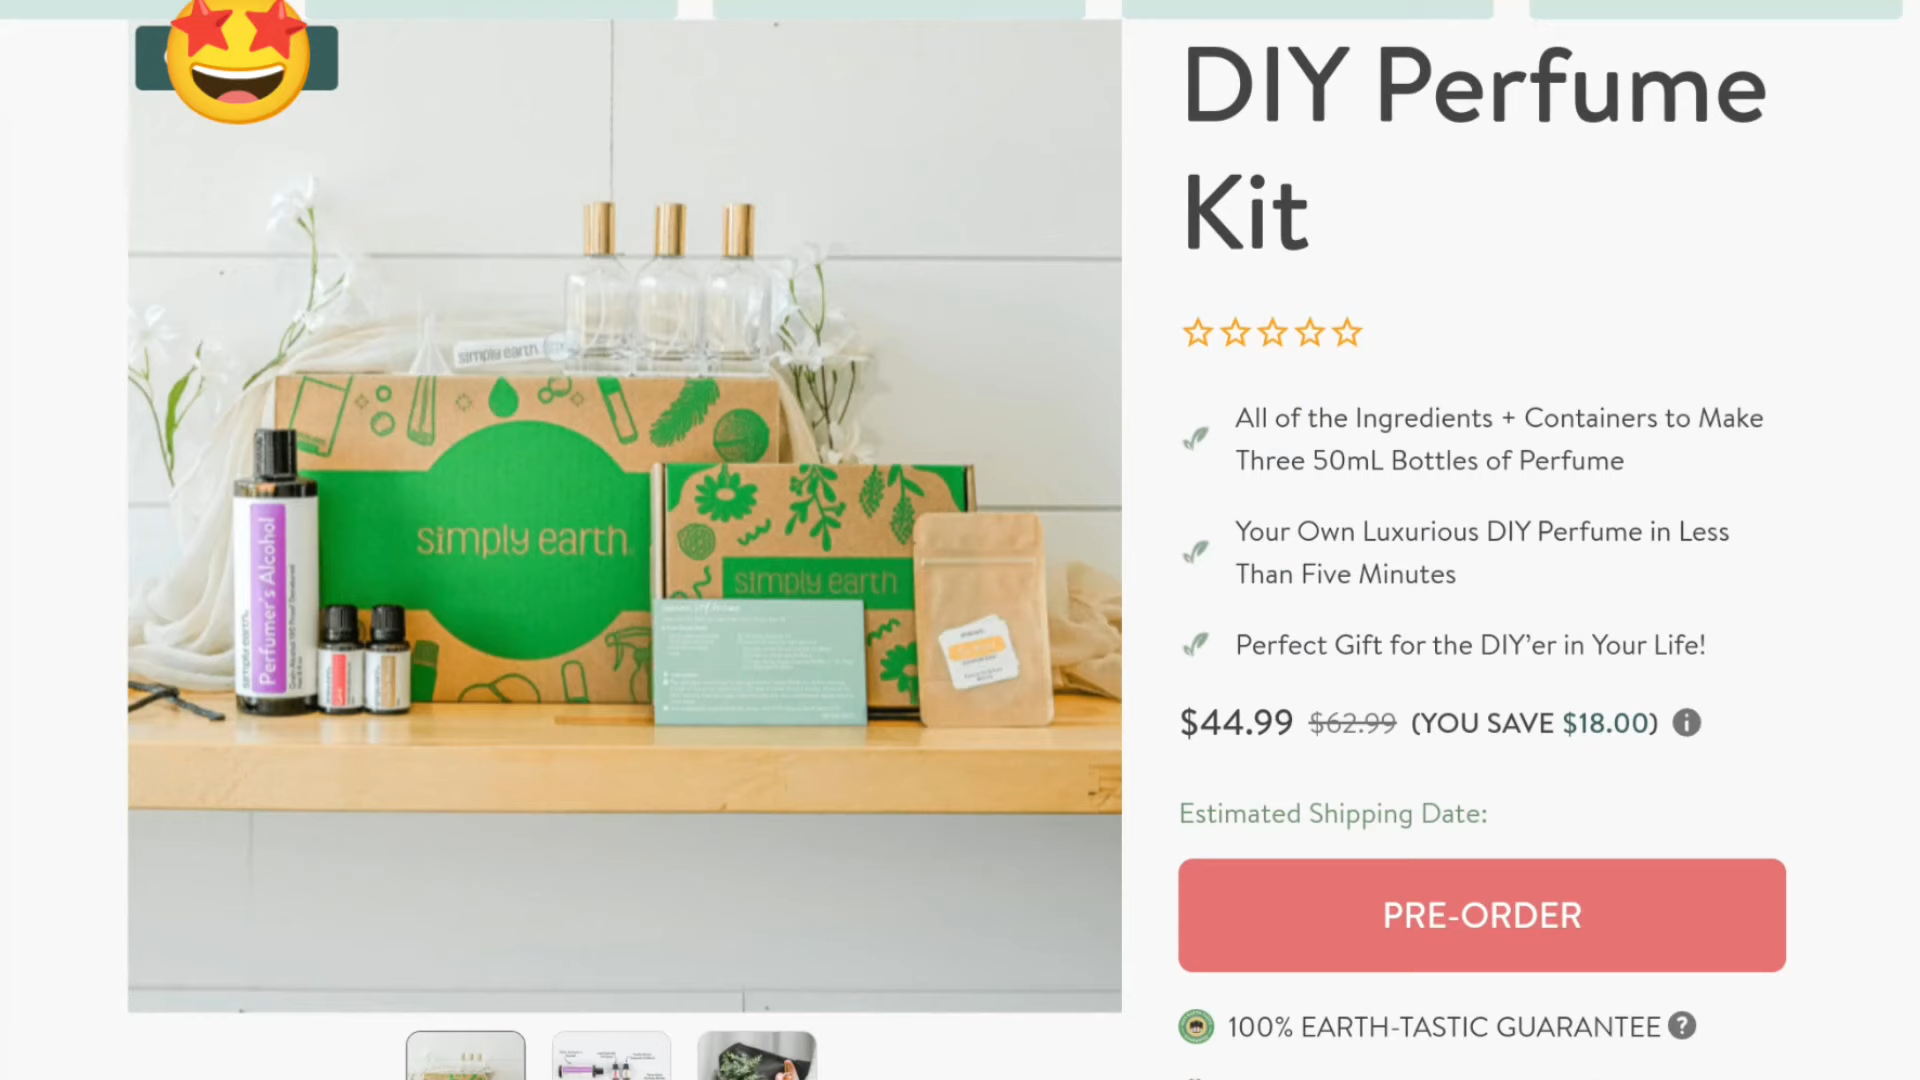 DIY Perfume
Kit
All of the Ingredients + Containers to Make
Three 50mL Bottles of Perfume
Your Own Luxurious DIY Perfume in Less
Than Five Minutes
Perfect Gift for the DIY'er in Your Life!
$44.99 $62.99 (YOU SAVE $18.00)
Estimated Shipping Date:
PRE-ORDER
100% EARTH-TASTIC GUARANTEE
simply earth
simply earth
simply earth
simply earth
Perfumer's Alcohol